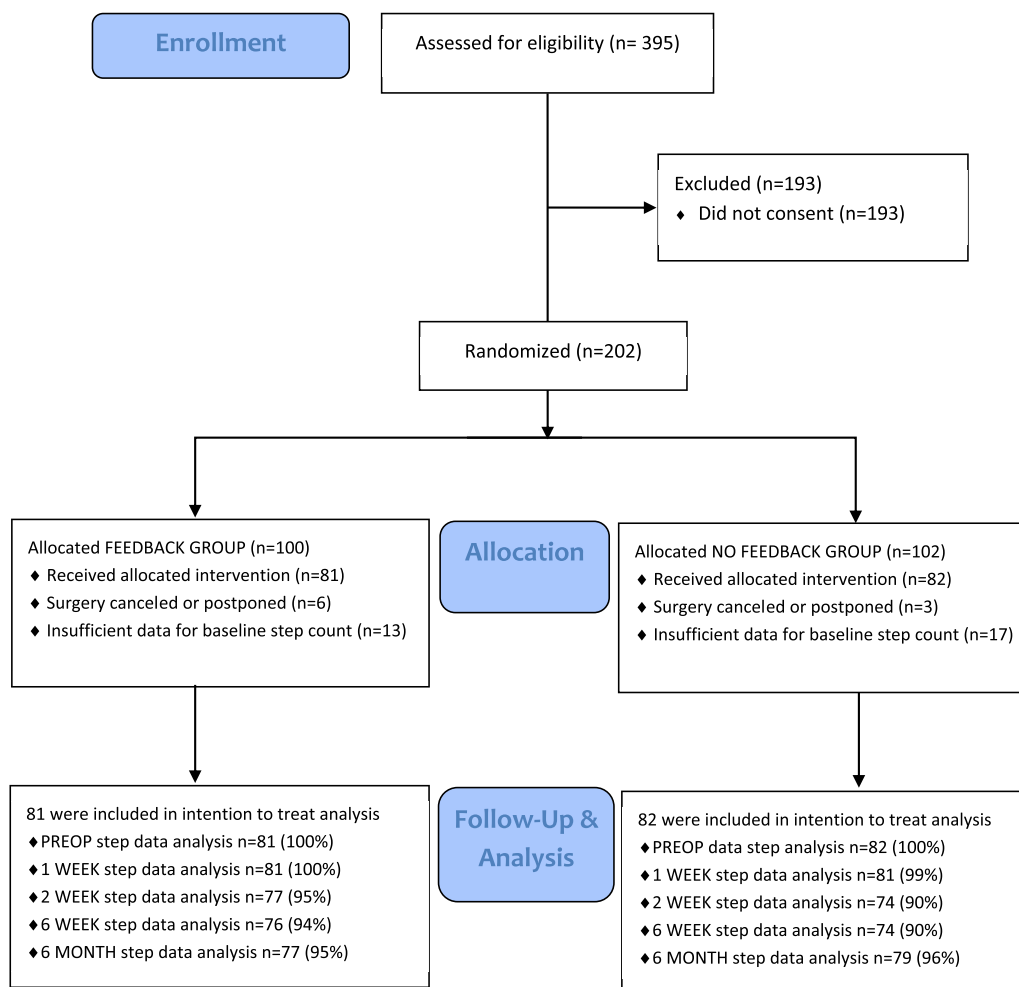 Enrollment
Assessed for eligibility (n= 395)
Excluded (n=193)
♦ Did not consent (n=193)
Randomized (n=202)
Allocated FEEDBACK GROUP (n=100)
♦ Received allocated intervention (n=81)
♦ Surgery canceled or postponed (n=6)
♦ Insufficient data for baseline step count (n=13)
Allocation
Allocated NO FEEDBACK GROUP (n=102)
♦ Received allocated intervention (n=82)
♦ Surgery canceled or postponed (n=3)
♦ Insufficient data for baseline step count (n=17)
81 were included in intention to treat analysis
♦PREOP step data analysis n=81 (100%)
♦1 WEEK step data analysis n=81 (100%)
♦2 WEEK step data analysis n=77 (95%)
♦6 WEEK step data analysis n=76 (94%)
♦6 MONTH step data analysis n=77 (95%)
Follow-Up &
Analysis
82 were included in intention to treat analysis
♦PREOP data step analysis n=82 (100%)
♦1 WEEK step data analysis n=81 (99%)
♦2 WEEK step data analysis n=74 (90%)
♦6 WEEK step data analysis n=74 (90%)
♦6 MONTH step data analysis n=79 (96%)